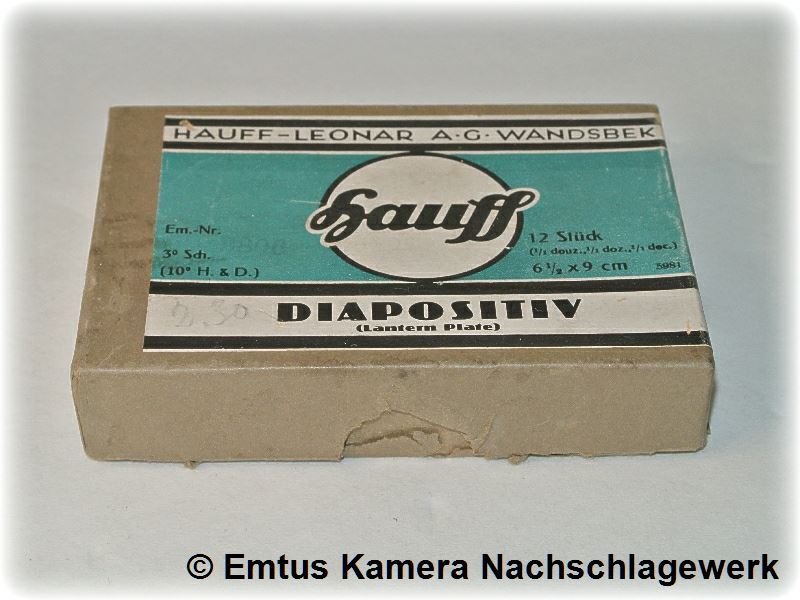 HAUFF-LEONAR A·G· WANDSBEK
Hauff
Em.-Nr.
3° Sch.
(10° H. & D.)
12 Stück
(¹/₁ douz., ¹/₁ doz., ¹/₁ doc.)
6 ½ x 9 cm
5981
DIAPOSITIV
(Lantern Plate)
© Emtus Kamera Nachschlagewerk